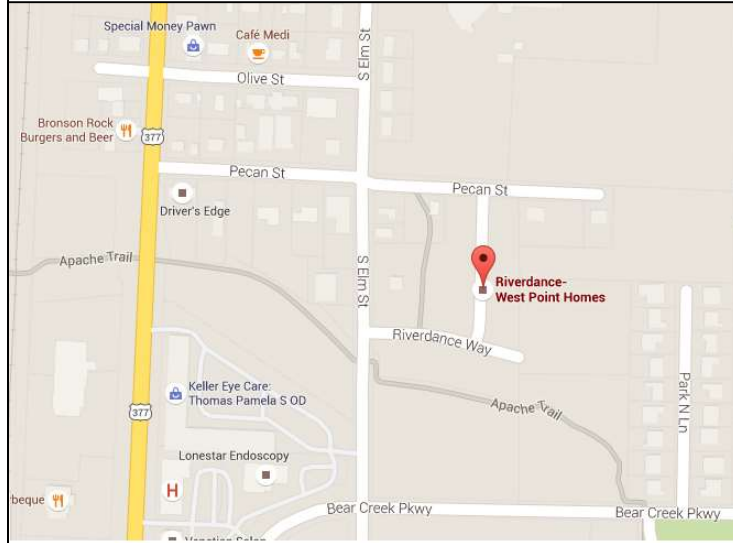 Special Money Pawn
Café Medi
S Elm St
Olive St
Bronson Rock
Burgers and Beer
377
Pecan St
Pecan St
Driver's Edge
Apache Trail
S Elm St
Riverdance-
West Point Homes
Riverdance Way
Keller Eye Care:
Thomas Pamela S OD
377
Apache Trail
Park N Ln
Lonestar Endoscopy
beque
H
Bear Creek Pkwy
Bear Creek Pkwy